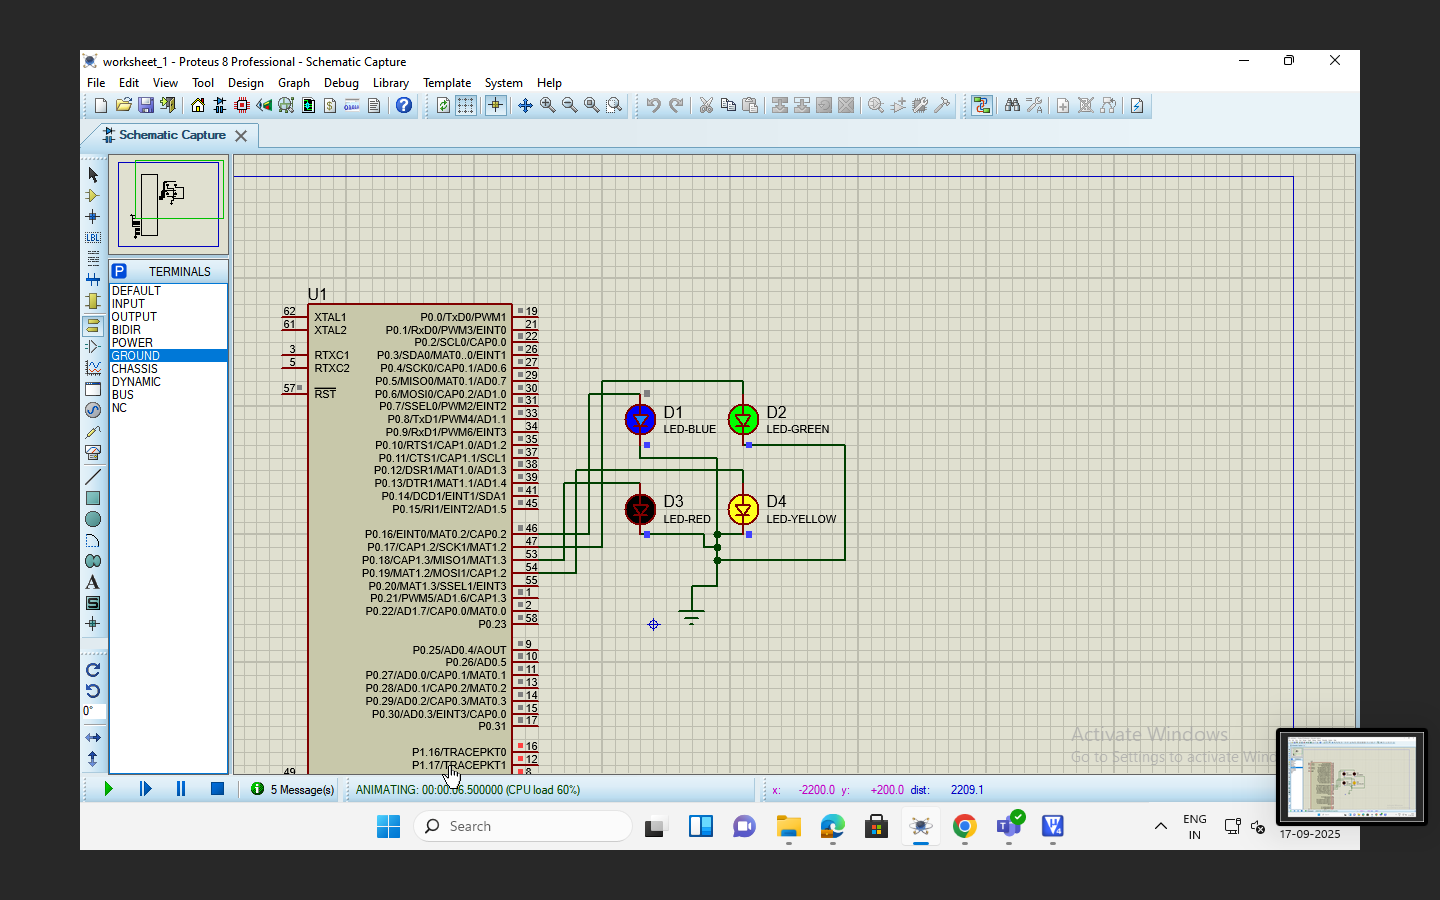 worksheet_1 - Proteus 8 Professional - Schematic Capture
File Edit View Tool Design Graph Debug Library Template System Help
Schematic Capture
LBL
P TERMINALS
DEFAULT
INPUT
OUTPUT
BIDIR
POWER
GROUND
CHASSIS
DYNAMIC
BUS
NC
A
S
0°
U1
62 XTAL1
61 XTAL2
3 RTXC1
5 RTXC2
57 RST
49
P0.0/TxD0/PWM1 19
P0.1/RxD0/PWM3/EINT0 21
P0.2/SCL0/CAP0.0 22
P0.3/SDA0/MAT0..0/EINT1 26
P0.4/SCK0/CAP0.1/AD0.6 27
P0.5/MISO0/MAT0.1/AD0.7 29
P0.6/MOSI0/CAP0.2/AD1.0 30
P0.7/SSEL0/PWM2/EINT2 31
P0.8/TxD1/PWM4/AD1.1 33
P0.9/RxD1/PWM6/EINT3 34
P0.10/RTS1/CAP1.0/AD1.2 35
P0.11/CTS1/CAP1.1/SCL1 37
P0.12/DSR1/MAT1.0/AD1.3 38
P0.13/DTR1/MAT1.1/AD1.4 39
P0.14/DCD1/EINT1/SDA1 41
P0.15/RI1/EINT2/AD1.5 45
P0.16/EINT0/MAT0.2/CAP0.2 46
P0.17/CAP1.2/SCK1/MAT1.2 47
P0.18/CAP1.3/MISO1/MAT1.3 53
P0.19/MAT1.2/MOSI1/CAP1.2 54
P0.20/MAT1.3/SSEL1/EINT3 55
P0.21/PWM5/AD1.6/CAP1.3 1
P0.22/AD1.7/CAP0.0/MAT0.0 2
P0.23 58
P0.25/AD0.4/AOUT 9
P0.26/AD0.5 10
P0.27/AD0.0/CAP0.1/MAT0.1 11
P0.28/AD0.1/CAP0.2/MAT0.2 13
P0.29/AD0.2/CAP0.3/MAT0.3 14
P0.30/AD0.3/EINT3/CAP0.0 15
P0.31 17
P1.16/TRACEPKT0 16
P1.17/TRACEPKT1 12
8
D1
LED-BLUE
D2
LED-GREEN
D3
LED-RED
D4
LED-YELLOW
Activate Windows
Go to Settings to activate
5 Message(s) ANIMATING: 00:00:06.500000 (CPU load 60%) x: -2200.0 y: +200.0 dist: 2209.1
Search
ENG
IN
17-09-2025